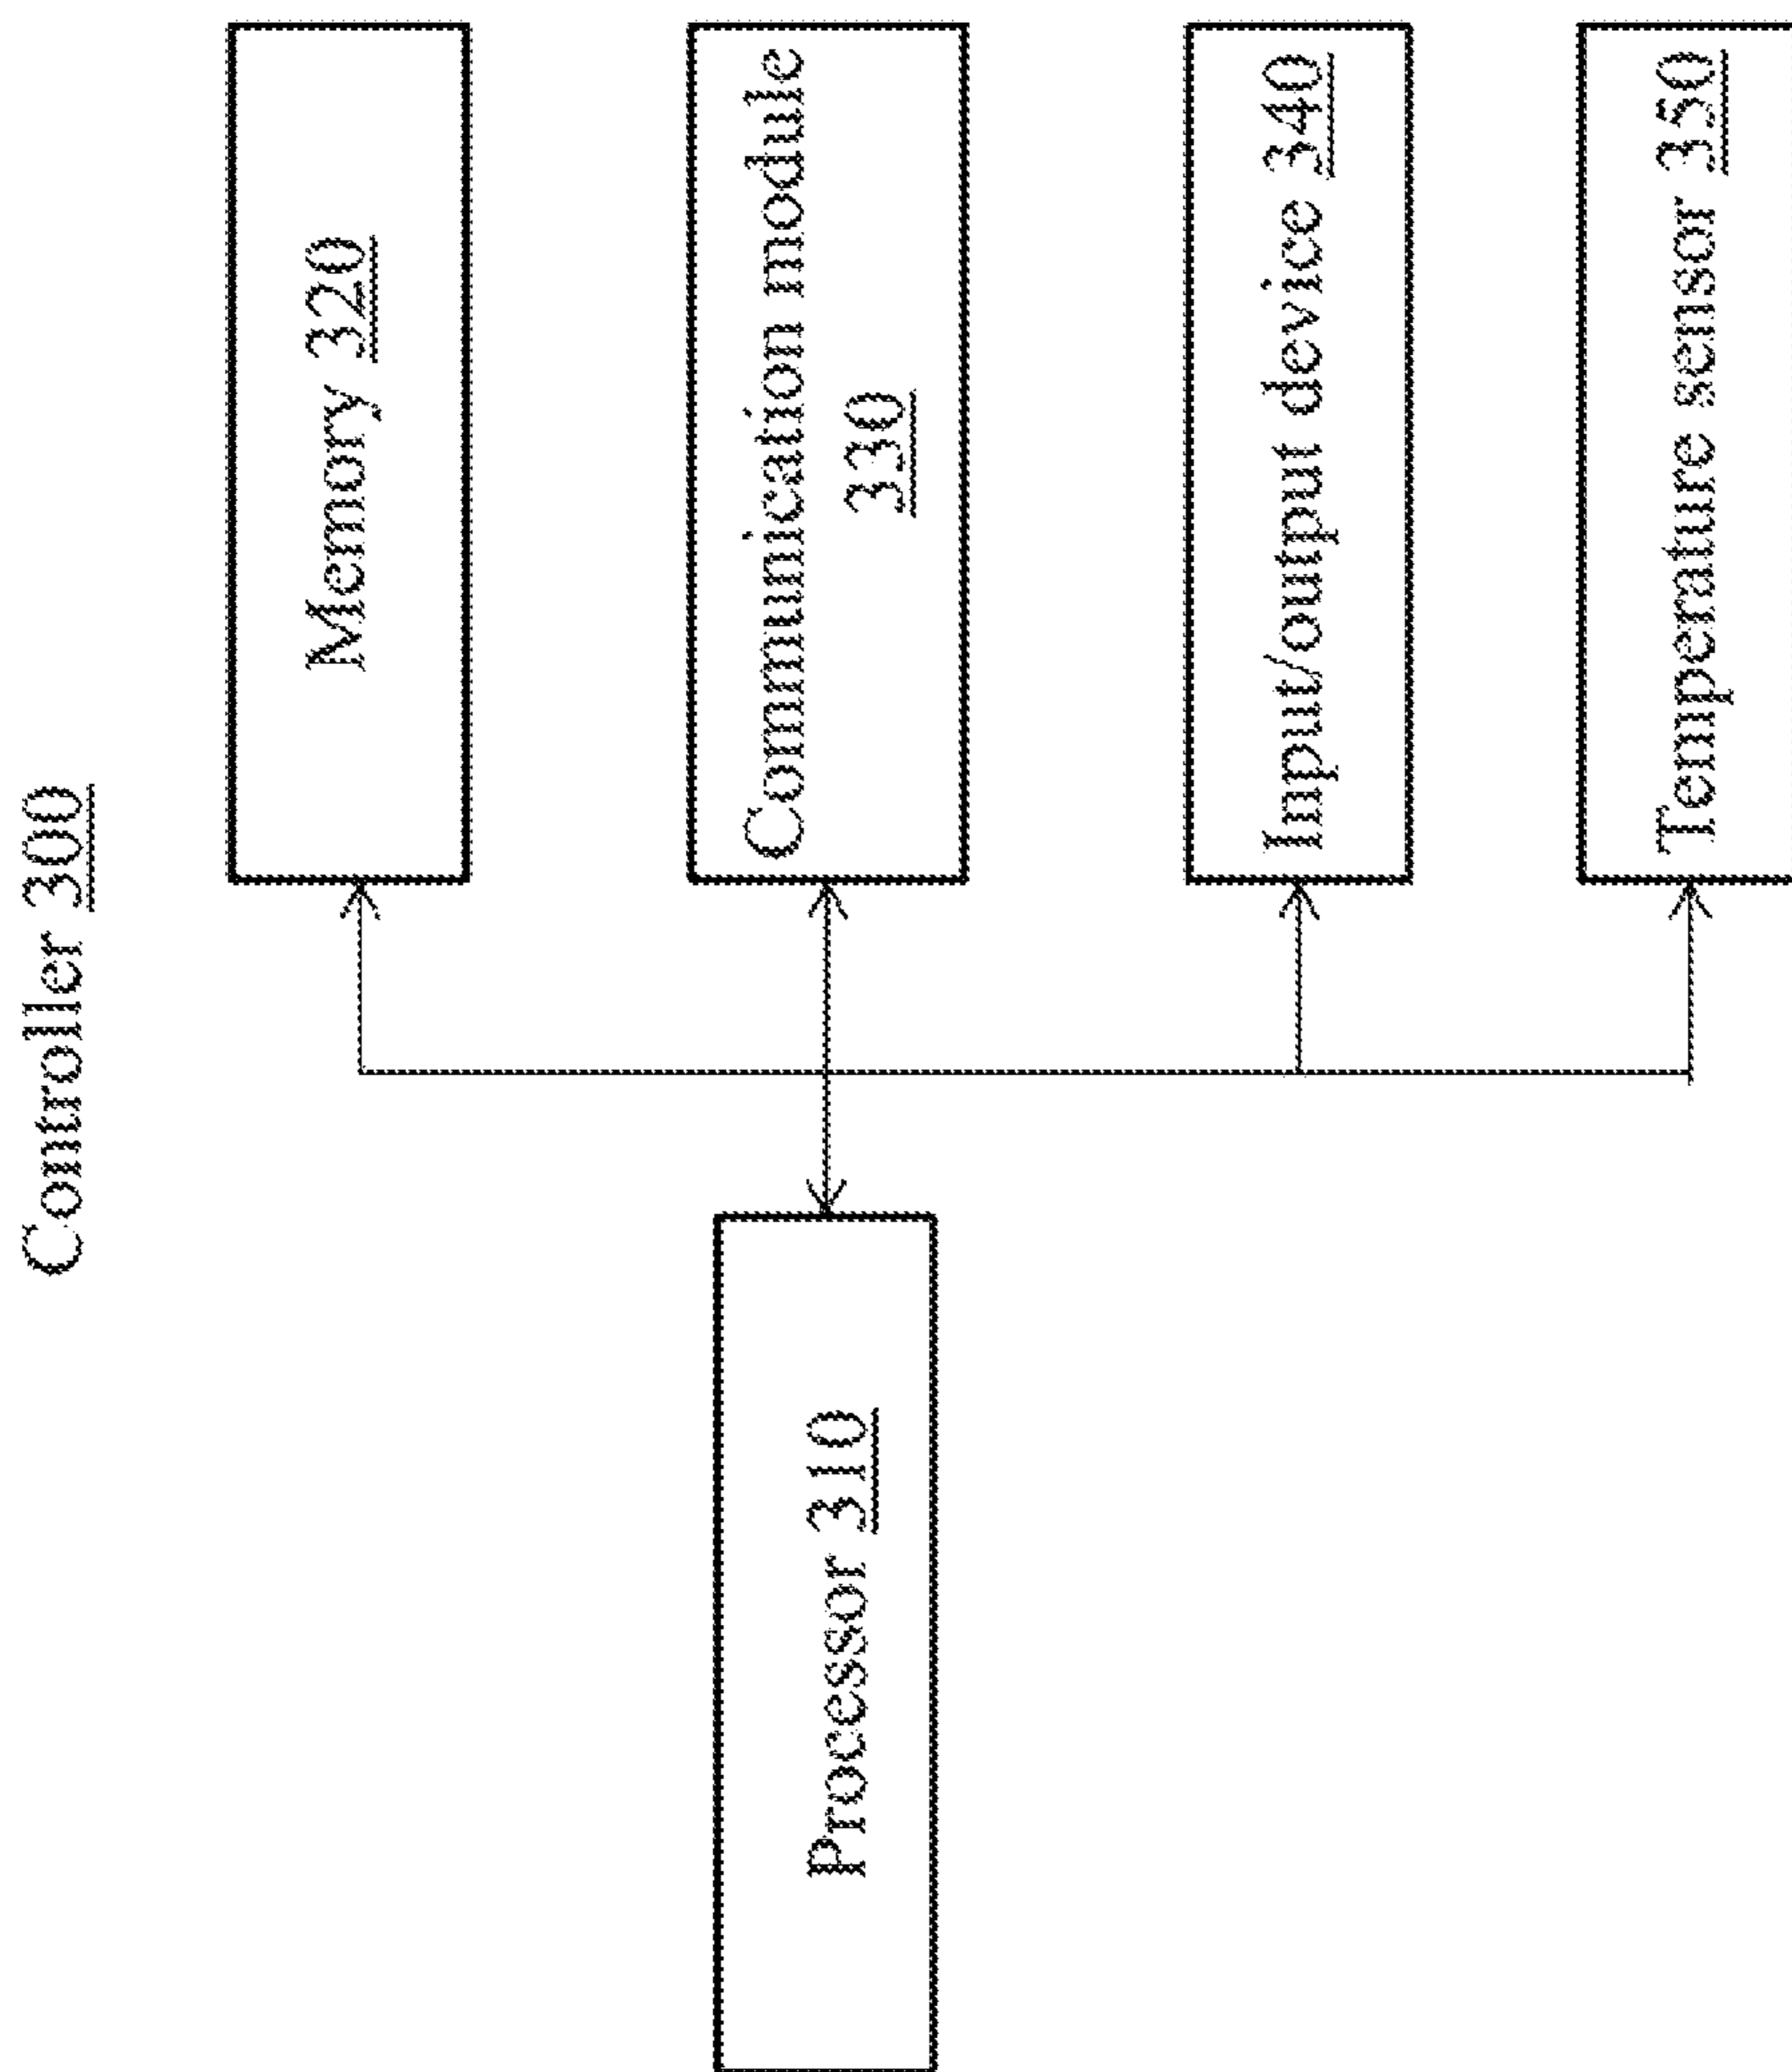 Controller 300
Processor 310
Memory 320
Communication module
330
Input/output device 340
Temperature sensor 350